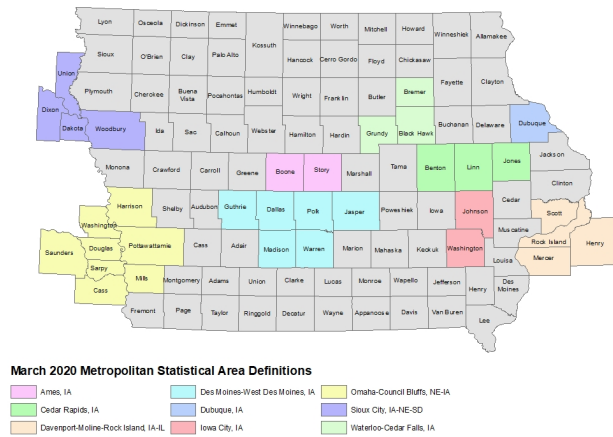 Lyon Osceola Dickinson Emmet Winnebago Worth Mitchell Howard Winneshiek Allamakee
Kossuth
Sioux O'Brien Clay Palo Alto Hancock Cerro Gordo Floyd Chickasaw
Union
Plymouth Cherokee Buena Vista Pocahontas Humboldt Wright Franklin Butler Bremer Fayette Clayton
Dixon Dakota Woodbury Ida Sac Calhoun Webster Hamilton Hardin Grundy Black Hawk Buchanan Delaware Dubuque
Monona Crawford Carroll Greene Boone Story Marshall Tama Benton Linn Jones Jackson
Clinton
Harrison Shelby Audubon Guthrie Dallas Polk Jasper Poweshiek Iowa Johnson Cedar Scott
Washington Muscatine
Saunders Douglas Pottawattamie Cass Adair Madison Warren Marion Mahaska Keokuk Washington Rock Island Henry
Sarpy Louisa Mercer
Cass Mills Montgomery Adams Union Clarke Lucas Monroe Wapello Jefferson Henry Des Moines
Fremont Page Taylor Ringgold Decatur Wayne Appanoose Davis Van Buren Lee
March 2020 Metropolitan Statistical Area Definitions
Ames, IA Des Moines-West Des Moines, IA Omaha-Council Bluffs, NE-IA
Cedar Rapids, IA Dubuque, IA Sioux City, IA-NE-SD
Davenport-Moline-Rock Island, IA-IL Iowa City, IA Waterloo-Cedar Falls, IA